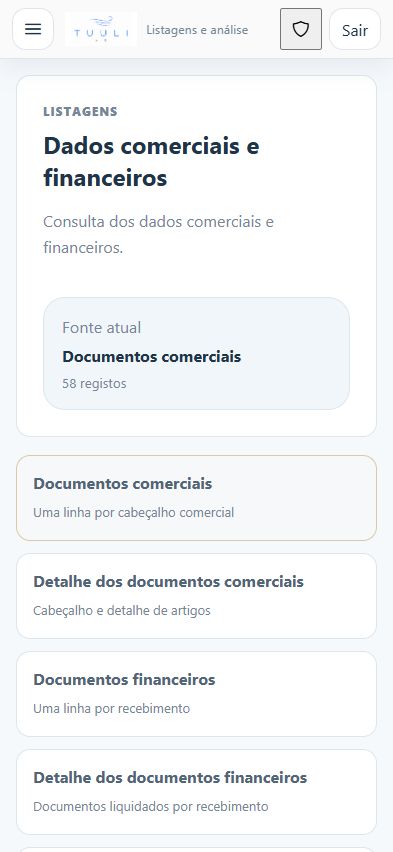 TUULI
Listagens e análise
Sair
LISTAGENS
Dados comerciais e
financeiros
Consulta dos dados comerciais e
financeiros.
Fonte atual
Documentos comerciais
58 registos
Documentos comerciais
Uma linha por cabeçalho comercial
Detalhe dos documentos comerciais
Cabeçalho e detalhe de artigos
Documentos financeiros
Uma linha por recebimento
Detalhe dos documentos financeiros
Documentos liquidados por recebimento